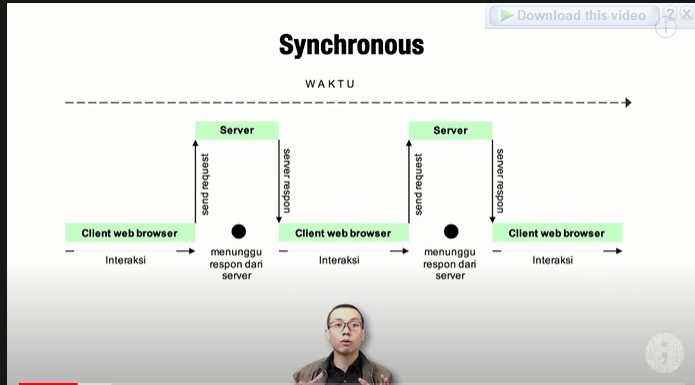 Download this video
Synchronous
WAKTU
Server
Server
send request
server respon
send request
server respon
Client web browser
Client web browser
Client web browser
Interaksi
menunggu
respon dari
server
Interaksi
menunggu
respon dari
server
Interaksi